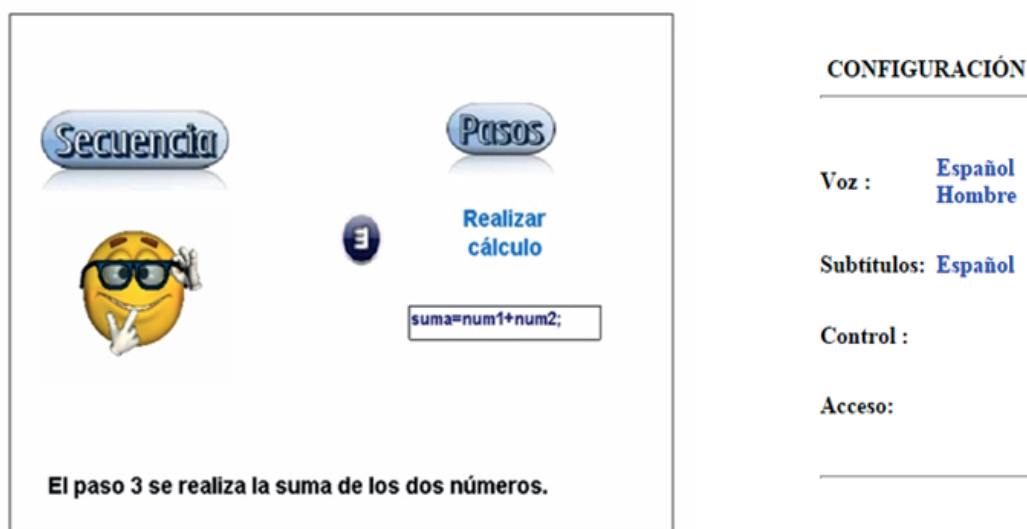 Secuencia
Pasos
3
Realizar
cálculo
suma=num1+num2;
El paso 3 se realiza la suma de los dos números.
CONFIGURACIÓN
Voz : Español
Hombre
Subtítulos: Español
Control :
Acceso: